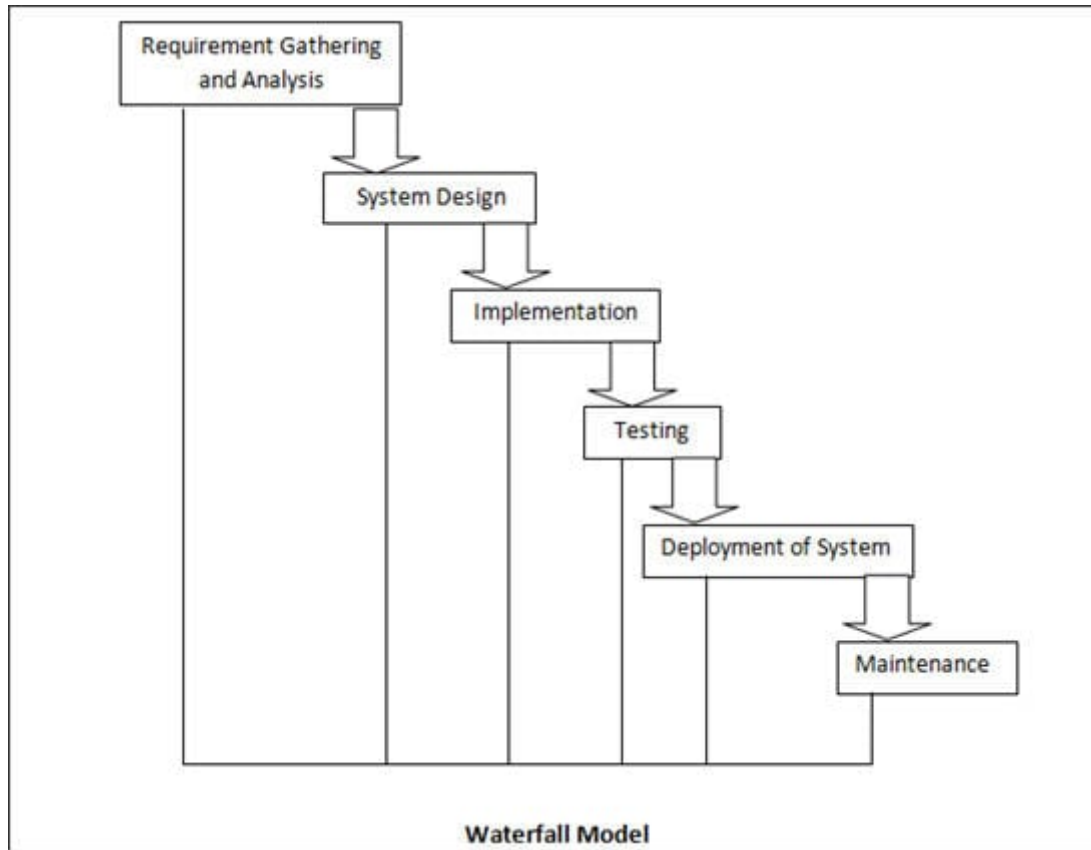 Requirement Gathering
and Analysis
System Design
Implementation
Testing
Deployment of System
Maintenance
Waterfall Model